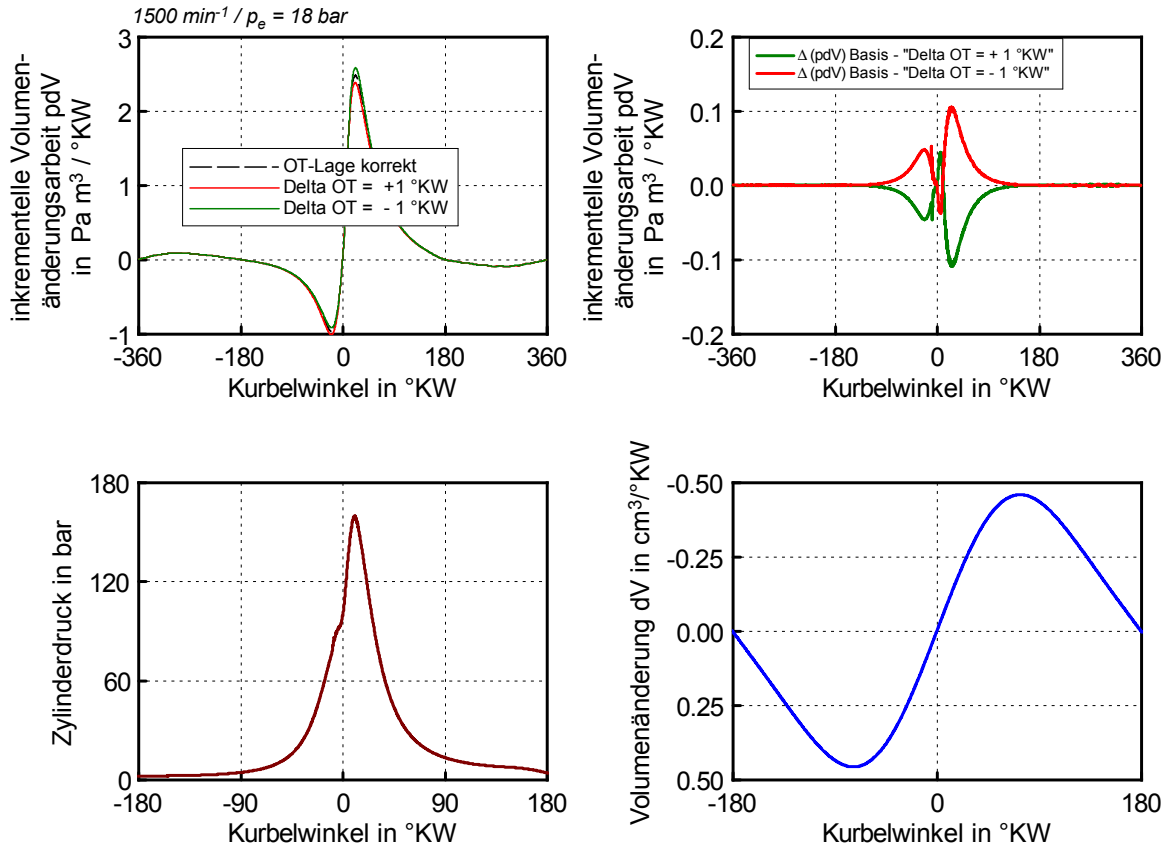 1500 min⁻¹ / pₑ = 18 bar
inkrementelle Volumen-
änderungsarbeit pdV
in Pa m³ / °KW
3
2
1
0
-1
OT-Lage korrekt
Delta OT = +1 °KW
Delta OT = - 1 °KW
-360
-180
0
180
360
Kurbelwinkel in °KW
inkrementelle Volumen-
änderungsarbeit pdV
in Pa m³ / °KW
0.2
0.1
0.0
-0.1
-0.2
Δ (pdV) Basis - "Delta OT = + 1 °KW"
Δ (pdV) Basis - "Delta OT = - 1 °KW"
-360
-180
0
180
360
Kurbelwinkel in °KW
Zylinderdruck in bar
180
120
60
0
-180
-90
0
90
180
Kurbelwinkel in °KW
Volumenänderung dV in cm³/°KW
-0.50
-0.25
0.00
0.25
0.50
-180
0
180
Kurbelwinkel in °KW